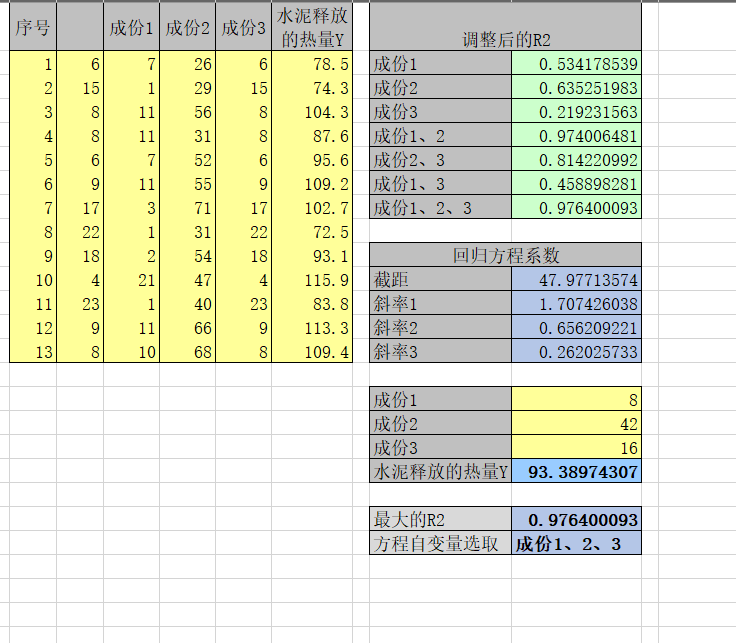 序号 成份1 成份2 成份3 水泥释放
的热量Y
1 6 7 26 6 78.5
2 15 1 29 15 74.3
3 8 11 56 8 104.3
4 8 11 31 8 87.6
5 6 7 52 6 95.6
6 9 11 55 9 109.2
7 17 3 71 17 102.7
8 22 1 31 22 72.5
9 18 2 54 18 93.1
10 4 21 47 4 115.9
11 23 1 40 23 83.8
12 9 11 66 9 113.3
13 8 10 68 8 109.4
调整后的R2
成份1 0.534178539
成份2 0.635251983
成份3 0.219231563
成份1、2 0.974006481
成份2、3 0.814220992
成份1、3 0.458898281
成份1、2、3 0.976400093
回归方程系数
截距 47.97713574
斜率1 1.707426038
斜率2 0.656209221
斜率3 0.262025733
成份1 8
成份2 42
成份3 16
水泥释放的热量Y 93.38974307
最大的R2 0.976400093
方程自变量选取 成份1、2、3